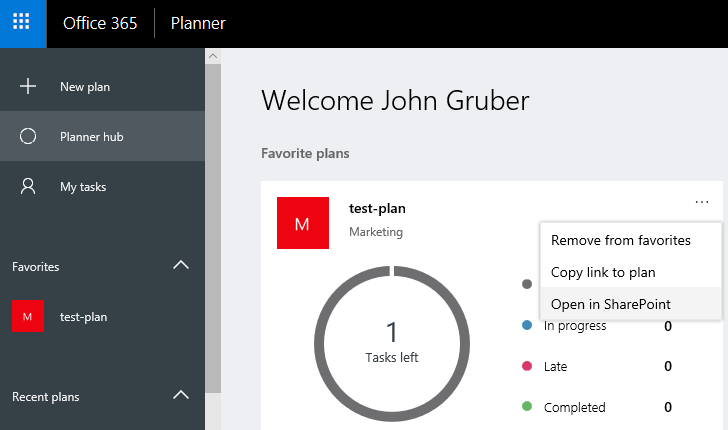 Office 365
Planner
New plan
Planner hub
My tasks
Favorites
M test-plan
Recent plans
Welcome John Gruber
Favorite plans
M
test-plan
...
Marketing
Remove from favorites
Copy link to plan
Open in SharePoint
1
Tasks left
In progress 0
Late 0
Completed 0